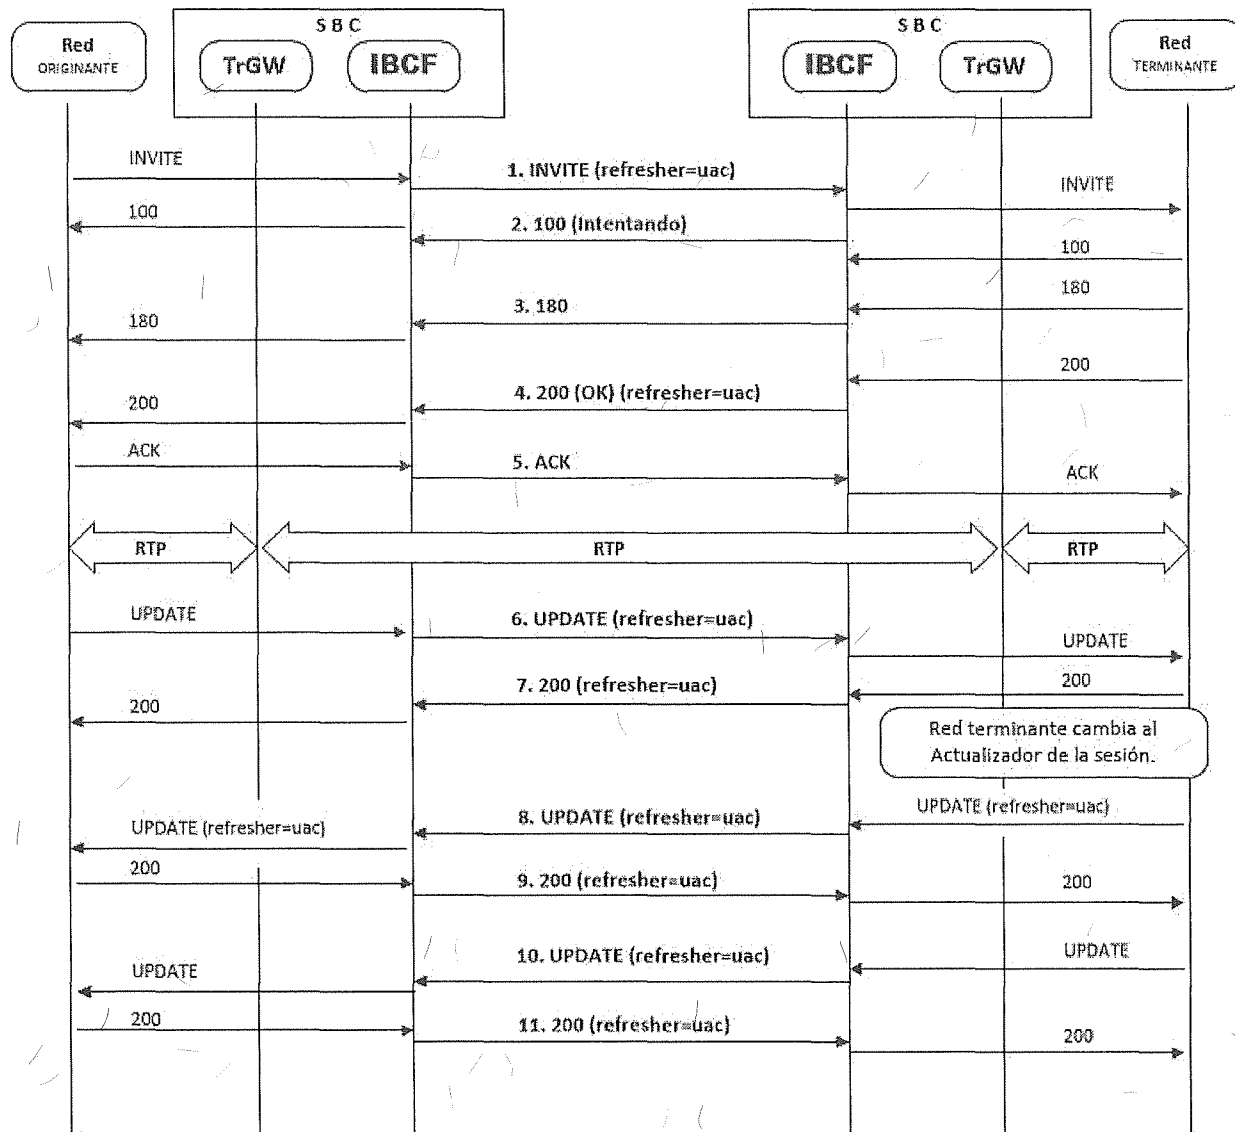 Red
ORIGINANTE
S B C
TrGW
IBCF
S B C
IBCF
TrGW
Red
TERMINANTE
INVITE
1. INVITE (refresher=uac)
INVITE
100
2. 100 (Intentando)
100
180
3. 180
180
200
4. 200 (OK) (refresher=uac)
200
ACK
5. ACK
ACK
RTP
RTP
RTP
UPDATE
6. UPDATE (refresher=uac)
UPDATE
7. 200 (refresher=uac)
200
200
Red terminante cambia al
Actualizador de la sesión.
UPDATE (refresher=uac)
8. UPDATE (refresher=uac)
UPDATE (refresher=uac)
200
9. 200 (refresher=uac)
200
10. UPDATE (refresher=uac)
UPDATE
UPDATE
200
11. 200 (refresher=uac)
200